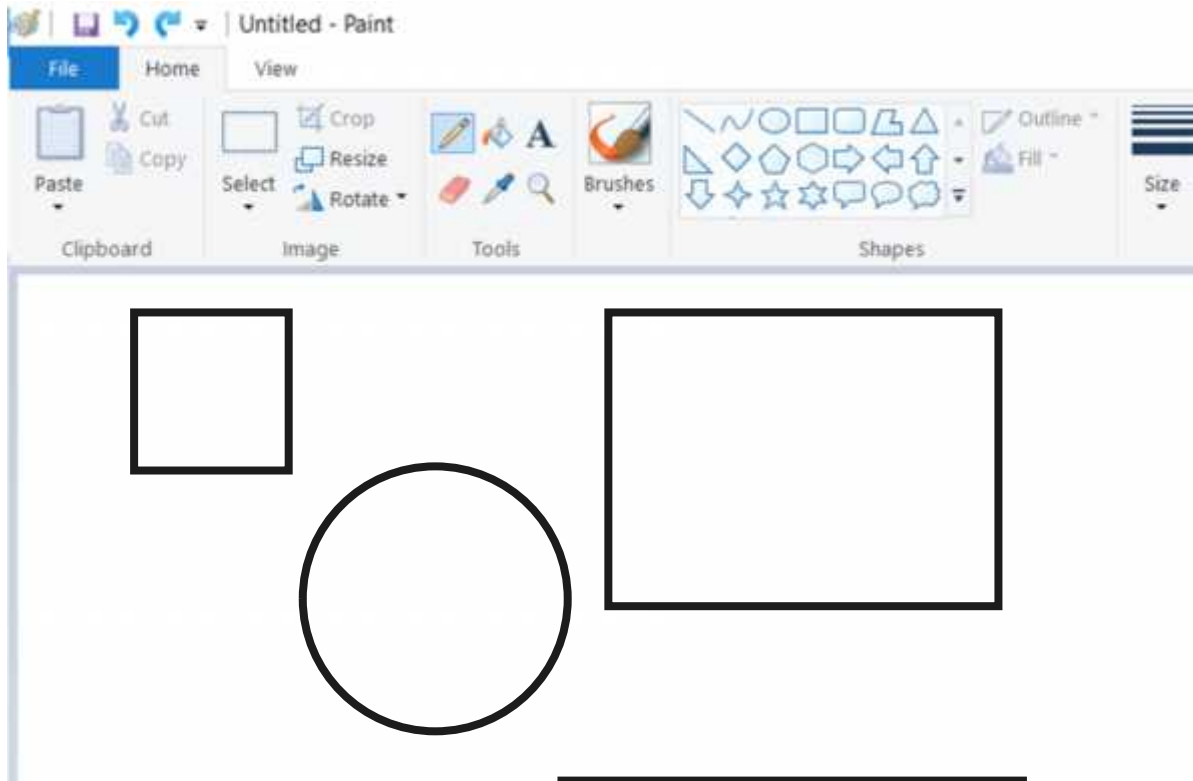 Untitled - Paint
File Home View
Cut Crop Outline
Copy Resize Fill
Paste Select Rotate Brushes Size
Clipboard Image Tools Shapes